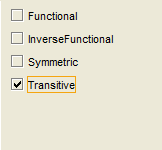 Functional
InverseFunctional
Symmetric
Transitive